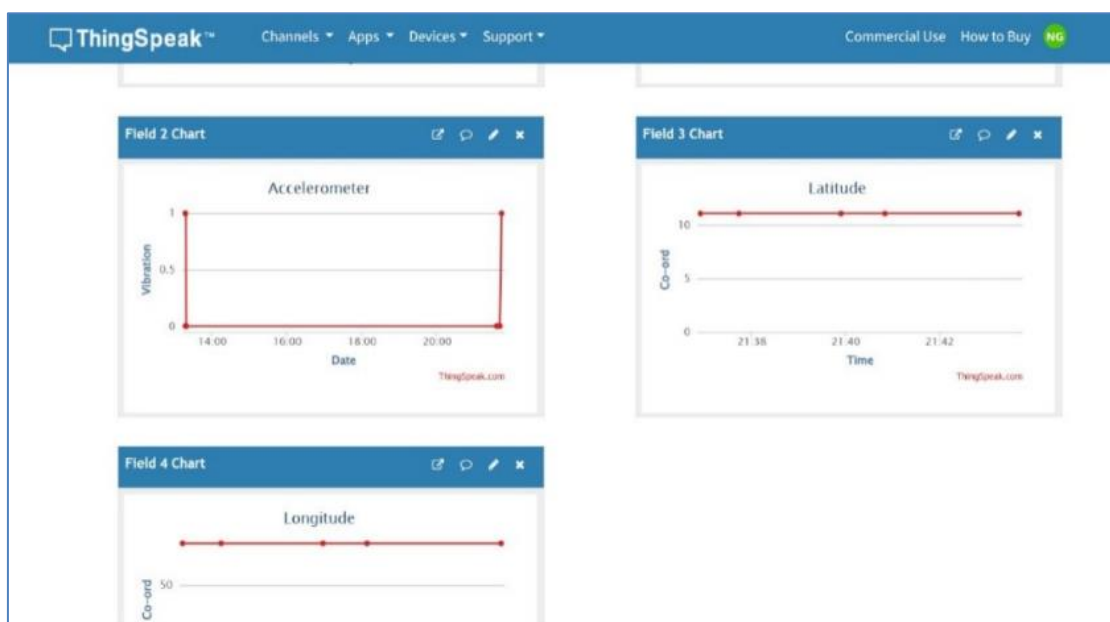 ThingSpeak™ Channels Apps Devices Support Commercial Use How to Buy NG
Field 2 Chart
Accelerometer
Vibration
1
0.5
0
14:00 16:00 18:00 20:00
Date
ThingSpeak.com
Field 3 Chart
Latitude
Co-ord
10
5
0
21:38 21:40 21:42
Time
ThingSpeak.com
Field 4 Chart
Longitude
Co-ord
50